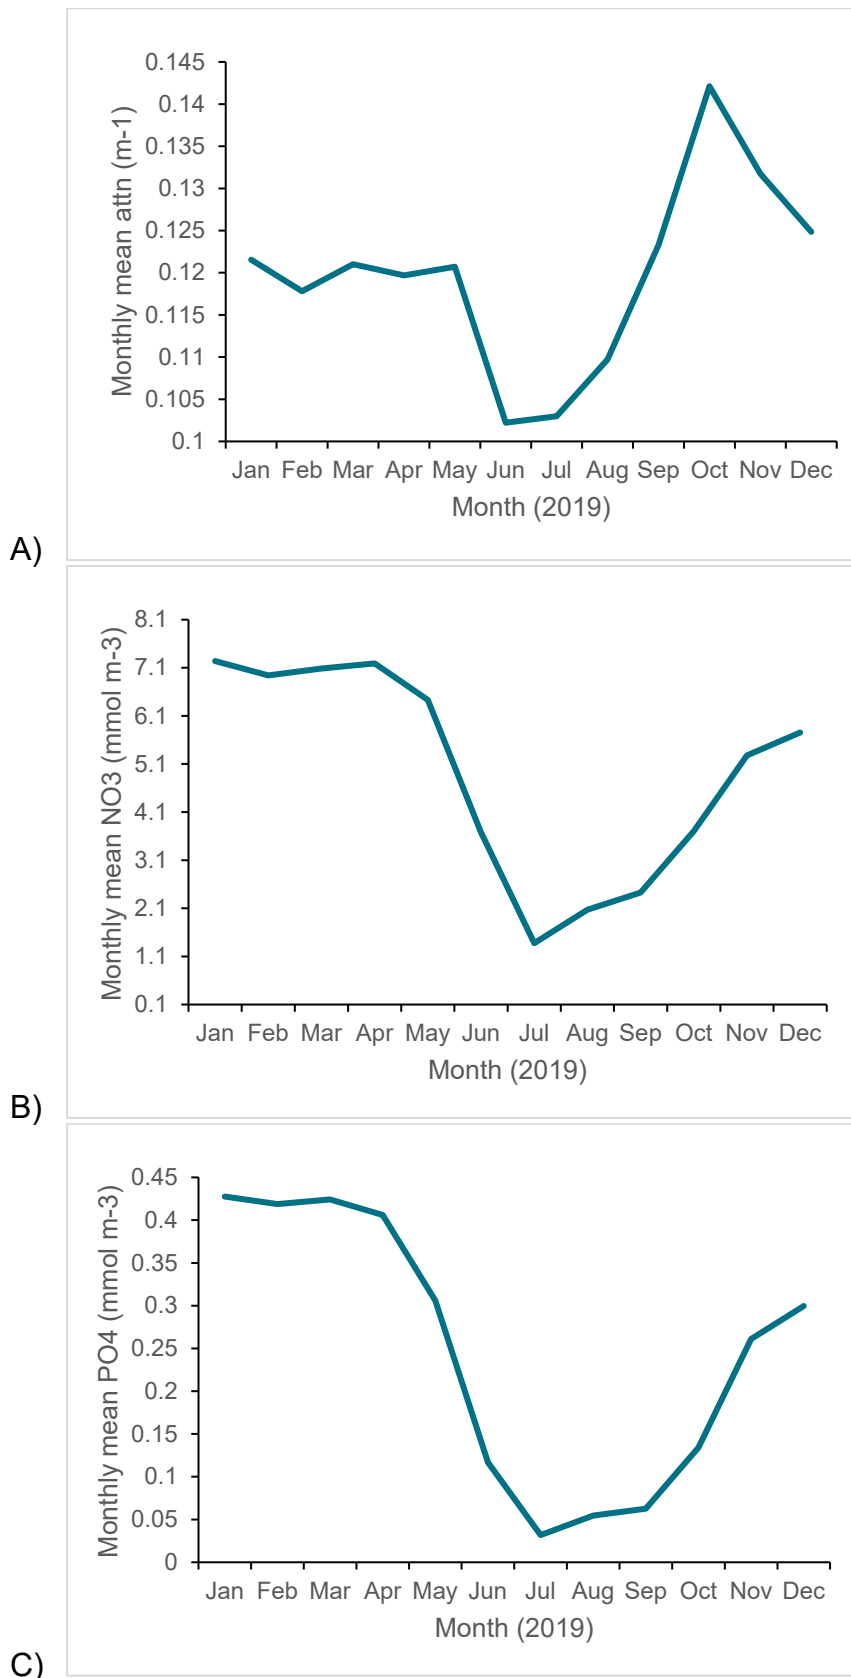 0.145
0.14
0.135
0.13
0.125
0.12
0.115
0.11
0.105
0.1
Monthly mean attn (m-1)
Jan Feb Mar Apr May Jun Jul Aug Sep Oct Nov Dec
Month (2019)
A)
8.1
7.1
6.1
5.1
4.1
3.1
2.1
1.1
0.1
Monthly mean NO3 (mmol m-3)
Jan Feb Mar Apr May Jun Jul Aug Sep Oct Nov Dec
Month (2019)
B)
0.45
0.4
0.35
0.3
0.25
0.2
0.15
0.1
0.05
0
Monthly mean PO4 (mmol m-3)
Jan Feb Mar Apr May Jun Jul Aug Sep Oct Nov Dec
Month (2019)
C)